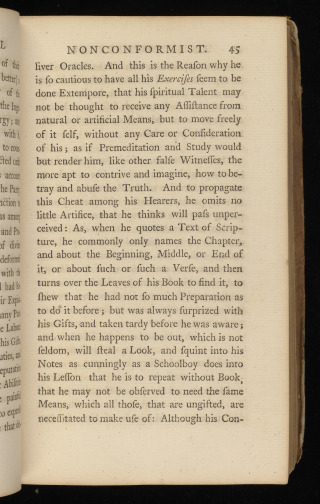 NONCONFORMIST. 45
liver Oracles. And this is the Reason why he
is so cautious to have all his Exercises seem to be
done Extempore, that his spiritual Talent may
not be thought to receive any Assistance from
natural or artificial Means, but to move freely
of it self, without any Care or Consideration
of his; as if Premeditation and Study would
but render him, like other false Witnesses, the
more apt to contrive and imagine, how to be-
tray and abuse the Truth. And to propagate
this Cheat among his Hearers, he omits no
little Artifice, that he thinks will pass unper-
ceived: As, when he quotes a Text of Scrip-
ture, he commonly only names the Chapter,
and about the Beginning, Middle, or End of
it, or about such or such a Verse, and then
turns over the Leaves of his Book to find it, to
shew that he had not so much Preparation as
to do it before; but was always surprized with
his Gifts, and taken tardy before he was aware;
and when he happens to be out, which is not
seldom, will steal a Look, and squint into his
Notes as cunningly as a Schoolboy does into
his Lesson that he is to repeat without Book,
that he may not be observed to need the same
Means, which all those, that are ungifted, are
necessitated to make use of: Although his Con-